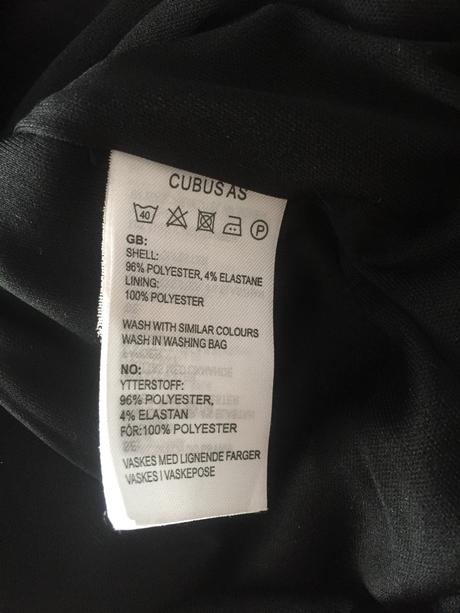 CUBUS AS
40 P
GB:
SHELL:
96% POLYESTER, 4% ELASTANE
LINING:
100% POLYESTER
WASH WITH SIMILAR COLOURS
WASH IN WASHING BAG
NO:
YTTERSTOFF:
96% POLYESTER,
4% ELASTAN
FÔR:100% POLYESTER
VASKES MED LIGNENDE FARGER
VASKES I VASKEPOSE